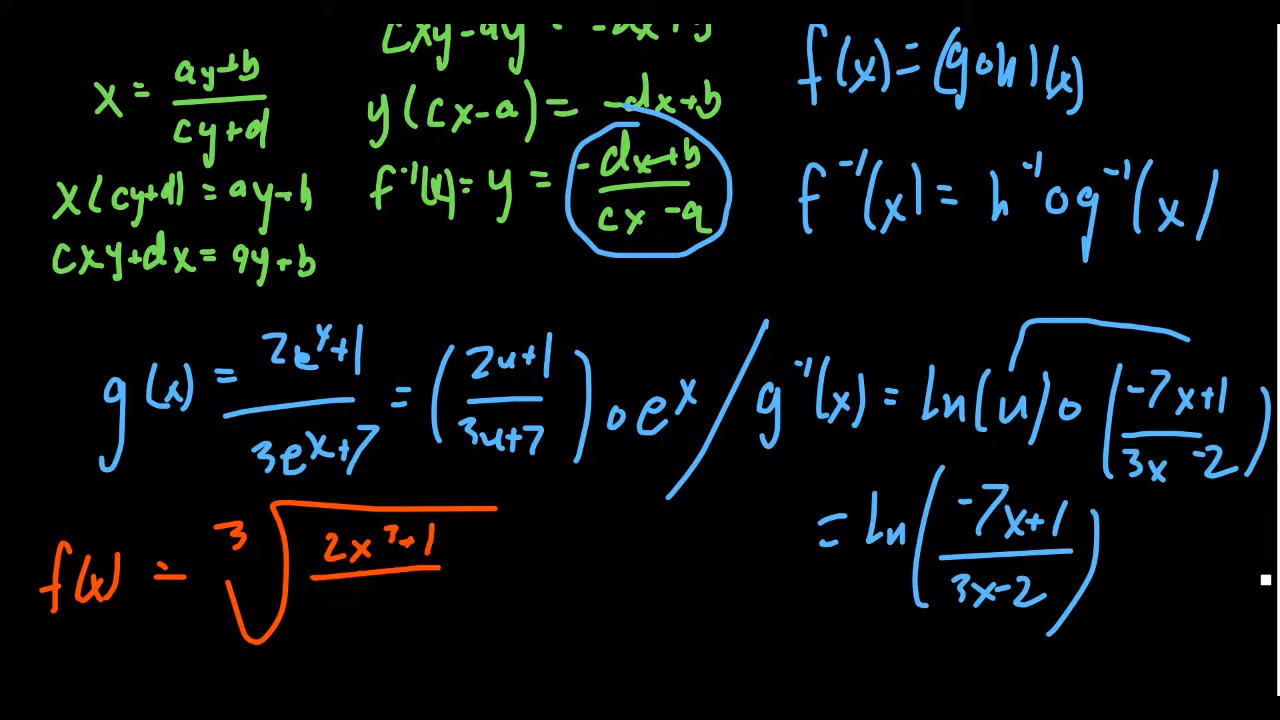 x = (ay+b)/(cy+d)
x(cy+d) = ay+b
cxy+dx = ay+b
cxy-ay = -dx+b
y(cx-a) = -dx+b
f⁻¹(x) = y = (-dx+b)/(cx-a)
f(x) = (g∘h)(x)
f⁻¹(x) = h⁻¹∘g⁻¹(x)
g(x) = (2eˣ+1)/(3eˣ+7) = ((2u+1)/(3u+7)) ∘ eˣ
g⁻¹(x) = ln(u) ∘ ((-7x+1)/(3x-2))
= ln((-7x+1)/(3x-2))
f(x) = ∛(2x³+1